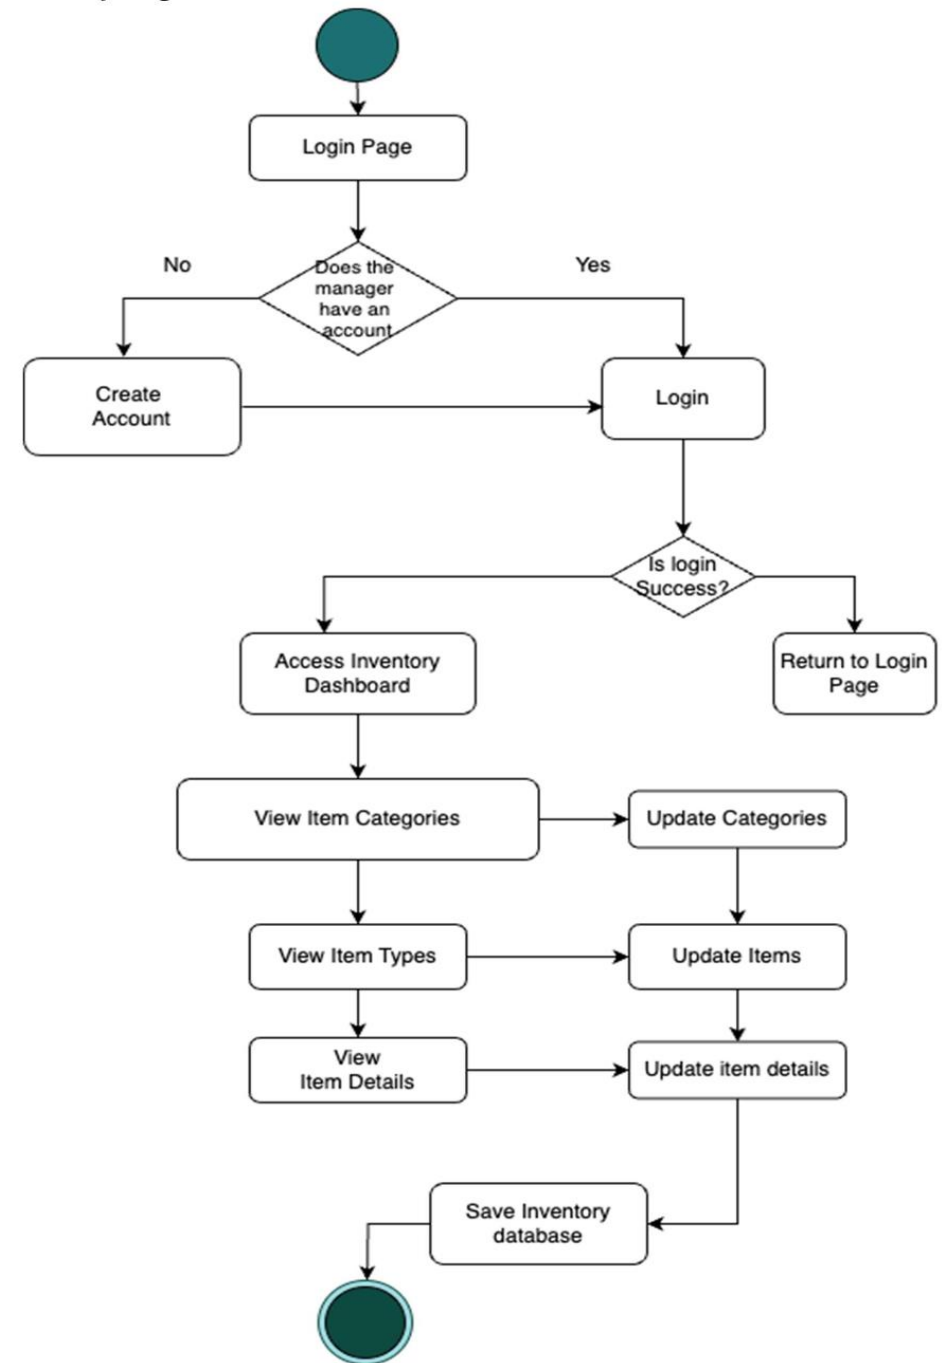 Login Page
No
Yes
Does the
manager
have an
account
Create
Account
Login
Is login
Success?
Access Inventory
Dashboard
Return to Login
Page
View Item Categories
Update Categories
View Item Types
Update Items
View
Item Details
Update item details
Save Inventory
database